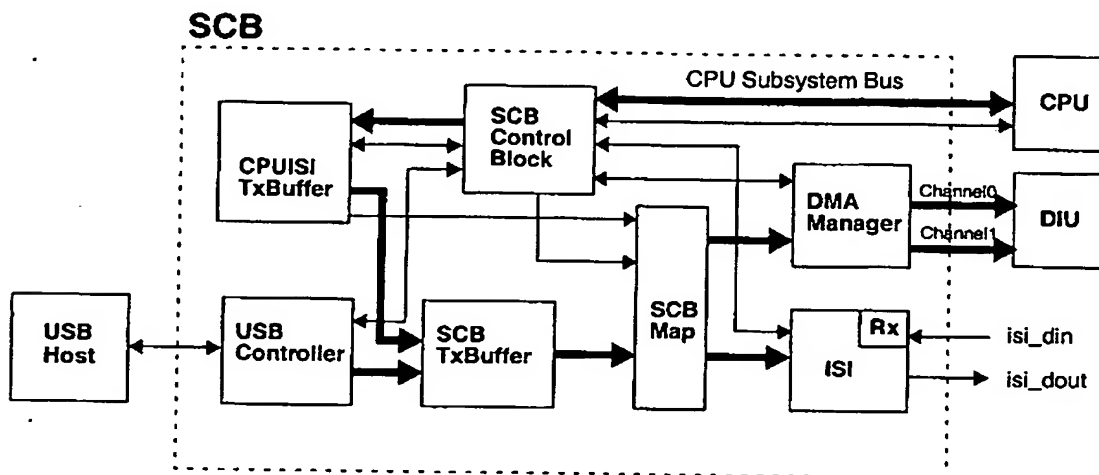 SCB
CPU Subsystem Bus
CPU
SCB
Control
Block
CPUISI
TxBuffer
DMA
Manager
Channel0
Channel1
DIU
USB
Host
USB
Controller
SCB
TxBuffer
SCB
Map
Rx
ISI
isi_din
isi_dout